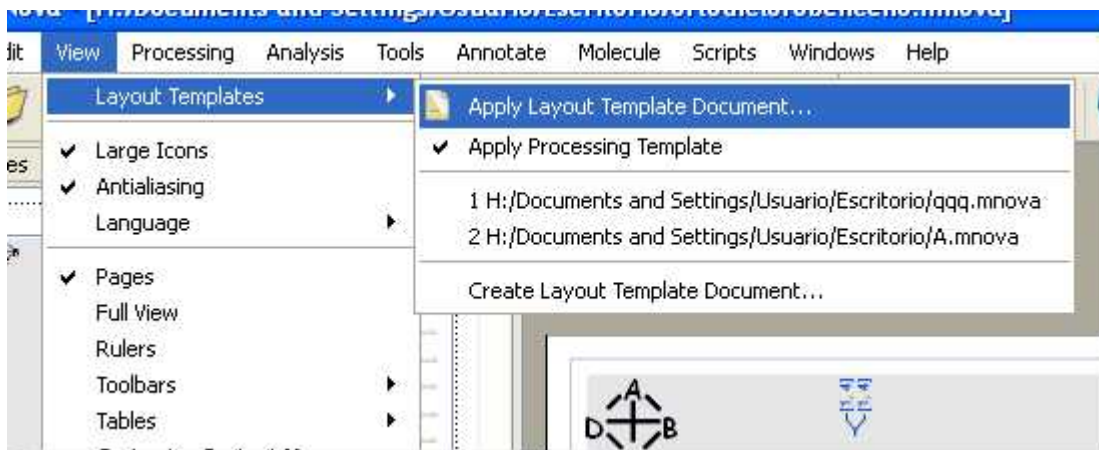 View Processing Analysis Tools Annotate Molecule Scripts Windows Help
Layout Templates
Apply Layout Template Document...
Large Icons
Apply Processing Template
Antialiasing
1 H:/Documents and Settings/Usuario/Escritorio/qqq.mnova
Language
2 H:/Documents and Settings/Usuario/Escritorio/A.mnova
Pages
Create Layout Template Document...
Full View
Rulers
Toolbars
A
Tables
D B